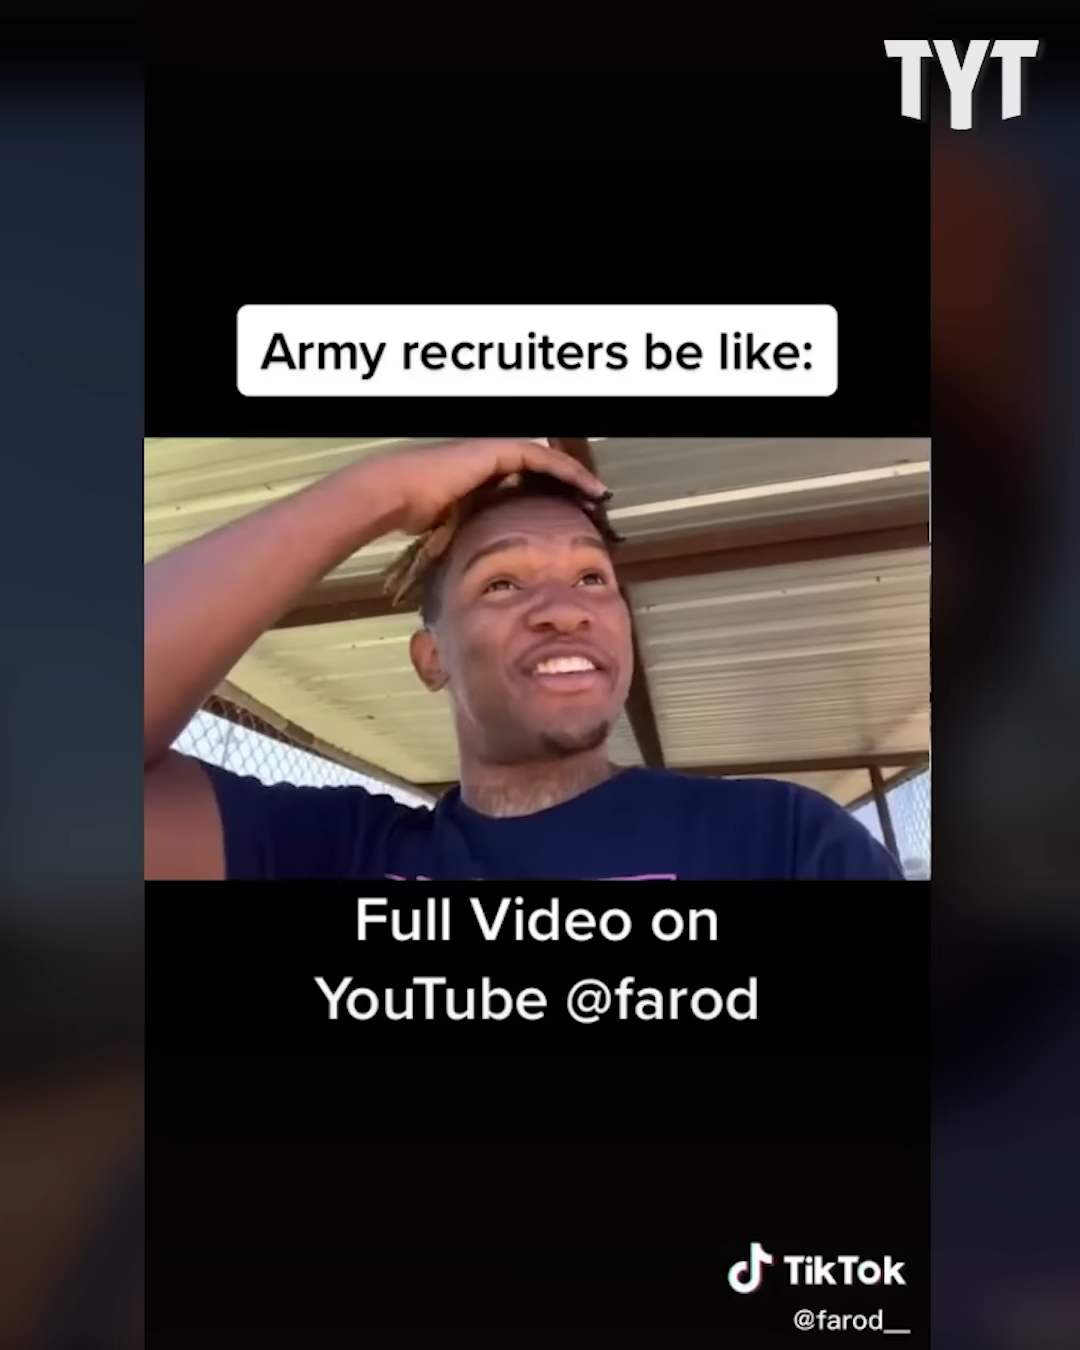 TYT
Army recruiters be like:
Full Video on
YouTube @farod
TikTok
@farod__